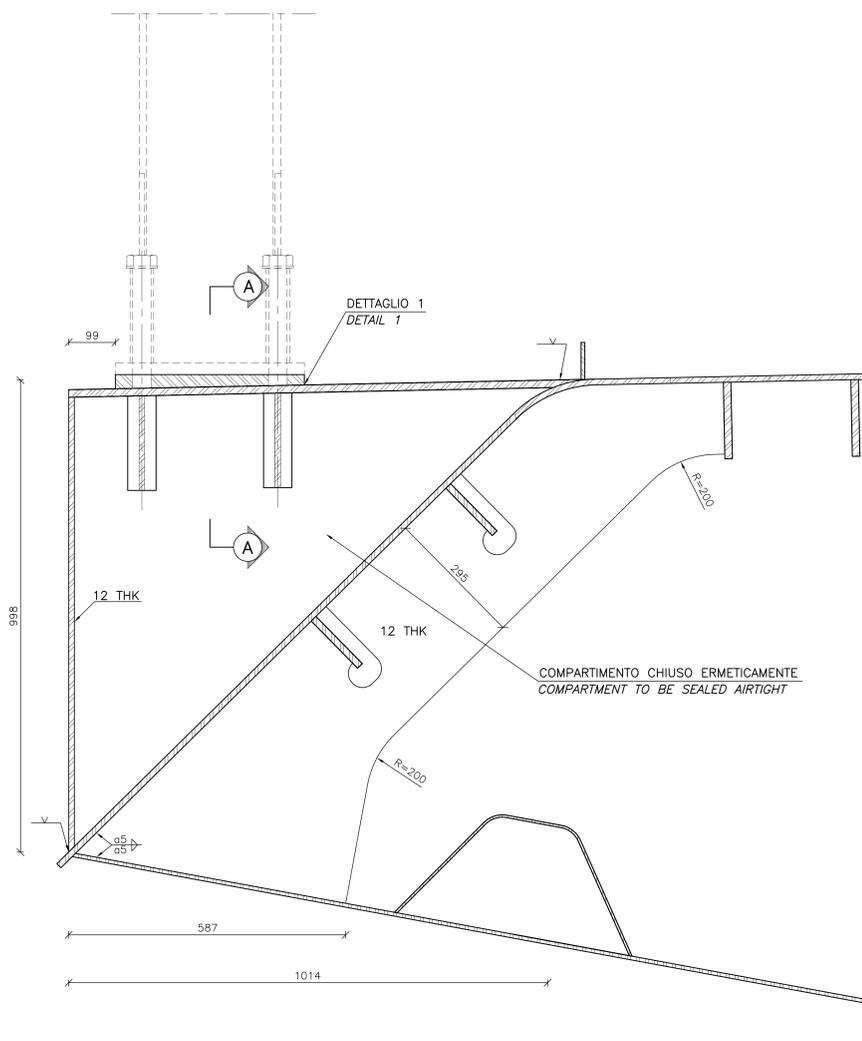 A
DETTAGLIO 1
DETAIL 1
99
R=200
A
295
998
12 THK
12 THK
COMPARTIMENTO CHIUSO ERMETICAMENTE
COMPARTMENT TO BE SEALED AIRTIGHT
R=200
a5
a5
587
1014